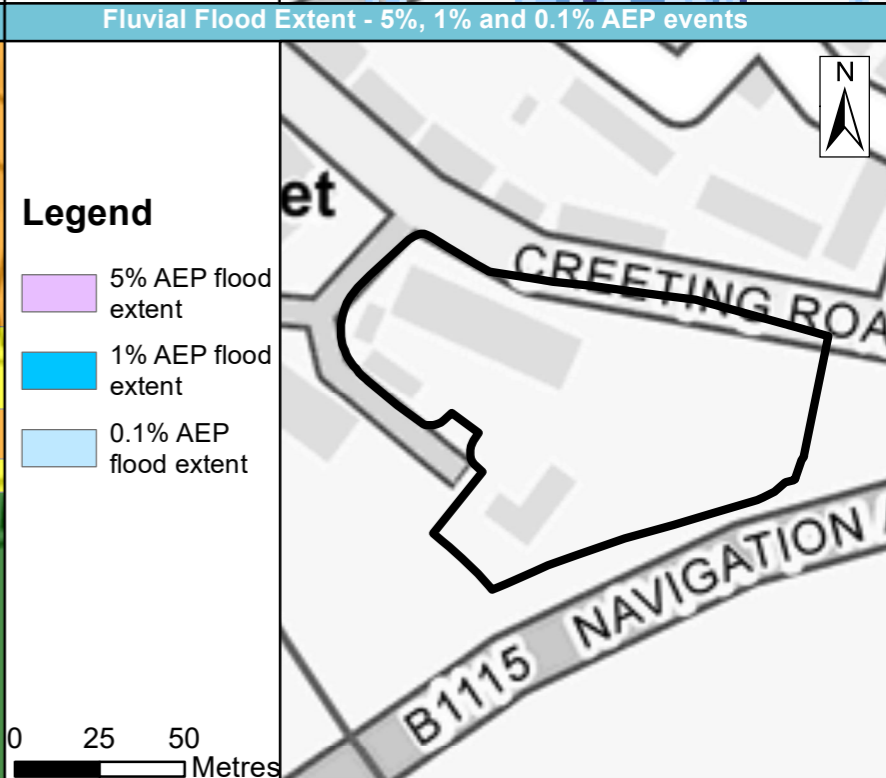 Fluvial Flood Extent - 5%, 1% and 0.1% AEP events
N
Legend
5% AEP flood
extent
1% AEP flood
extent
0.1% AEP
flood extent
0 25 50
Metres
et
CREETING ROA
NAVIGATION A
B1115